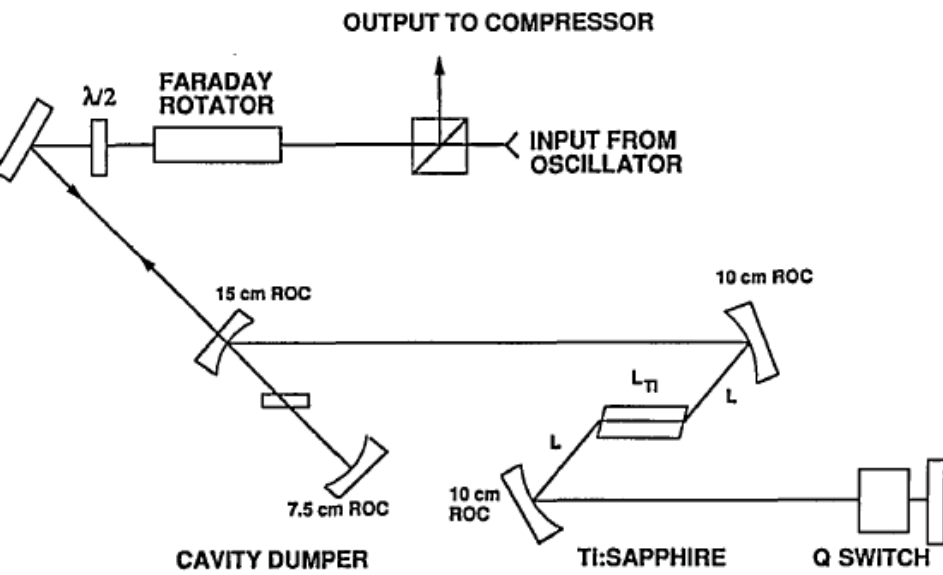 OUTPUT TO COMPRESSOR
FARADAY
ROTATOR
λ/2
INPUT FROM
OSCILLATOR
15 cm ROC
10 cm ROC
L_TI
L
L
7.5 cm ROC
10 cm
ROC
CAVITY DUMPER
TI:SAPPHIRE
Q SWITCH